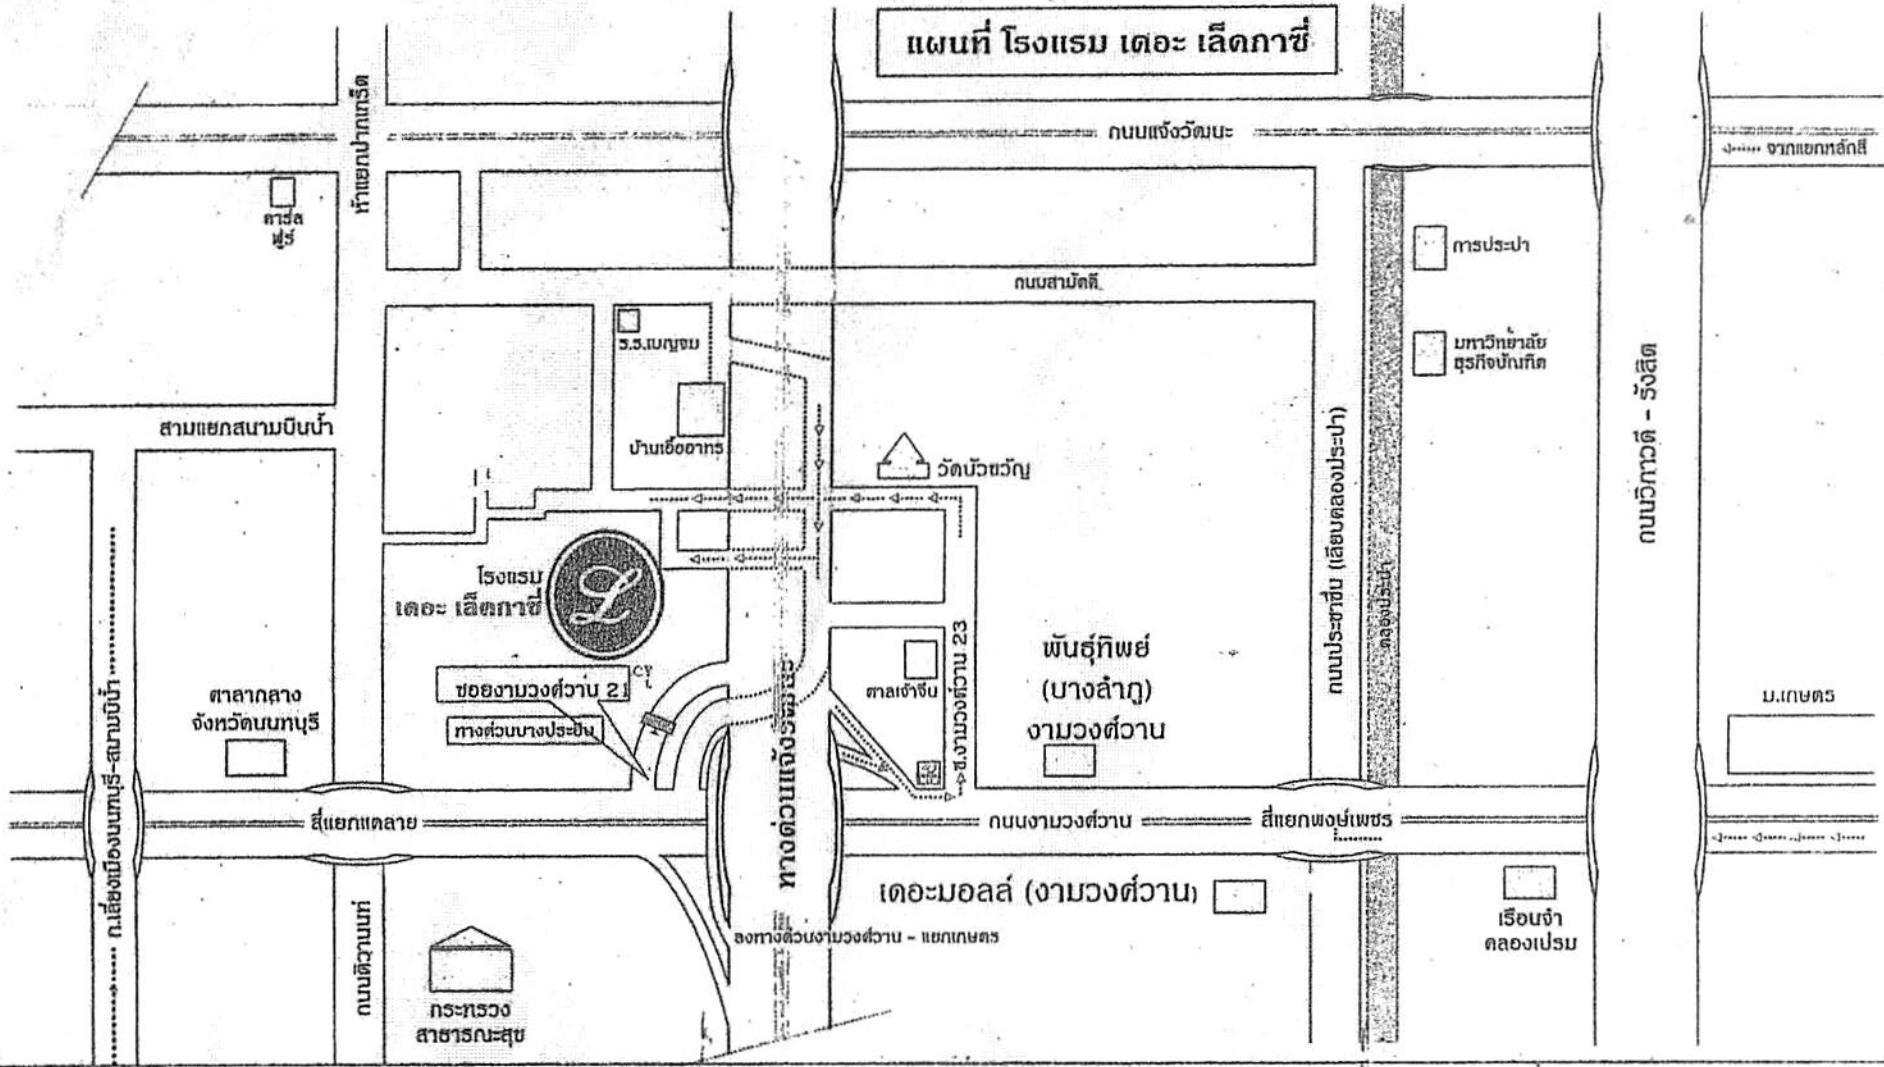 แผนที่ โรงแรม เดอะ เล็คกาซี่
ห้าแยกปากเกร็ด
ถนนแจ้งวัฒนะ
จากแยกหลักสี่
คาร์ส
ฟูร์
การประปา
ถนนสามัคคี
ร.ร.เบญจม
มหาวิทยาลัย
ธุรกิจบัณฑิต
ถนนวิภาวดี - รังสิต
สามแยกสนามบินน้ำ
บ้านเอื้ออาทร
วัดบัวขวัญ
ถนนประชาชื่น (เลียบคลองประปา)
คลองประปา
โรงแรม
เดอะ เล็คกาซี่
L
ซอยงามวงศ์วาน 21
ทางด่วนบางประอิน
ศาลเจ้าจีน
ซ.งามวงศ์วาน 23
พันธุ์ทิพย์
(บางลำภู)
งามวงศ์วาน
ม.เกษตร
ศาลากลาง
จังหวัดนนทบุรี
ถ.เลี่ยงเมืองนนทบุรี-สนามบินน้ำ
สี่แยกแคลาย
ถนนงามวงศ์วาน
สี่แยกพงษ์เพชร
เดอะมอลล์ (งามวงศ์วาน)
เรือนจำ
คลองเปรม
ลงทางด่วนงามวงศ์วาน - แยกเกษตร
ถนนติวานนท์
กระทรวง
สาธารณะสุข